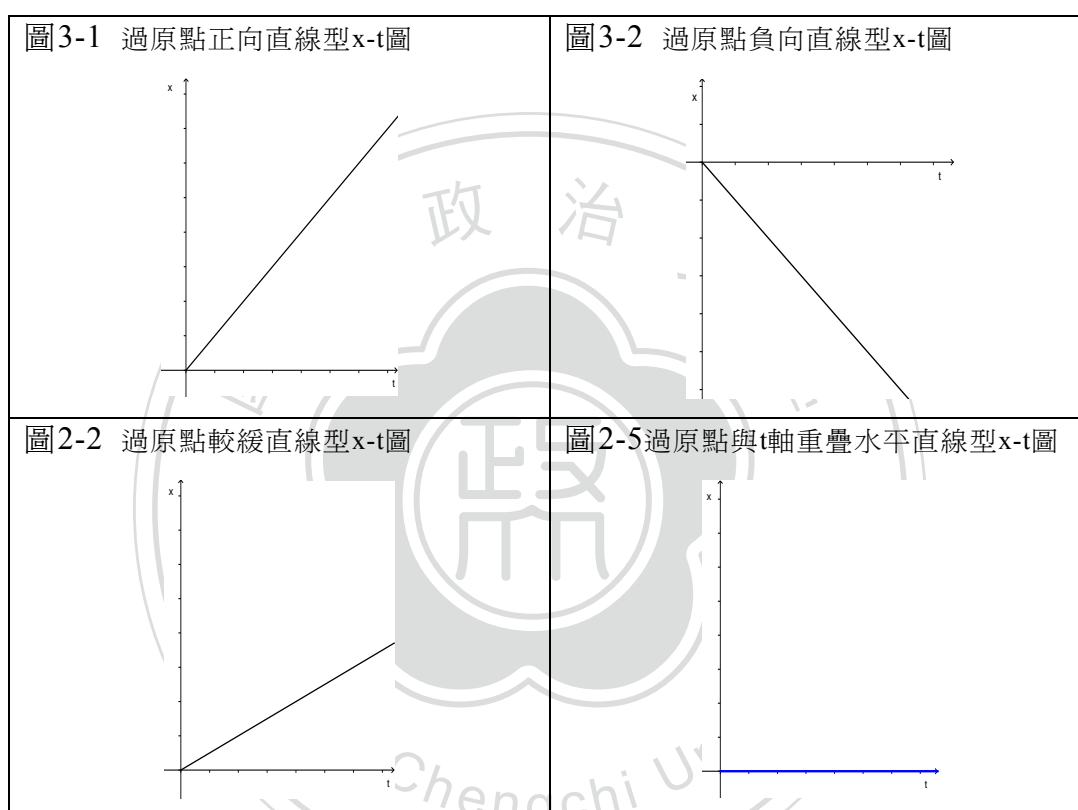 圖3-1 過原點正向直線型x-t圖
圖3-2 過原點負向直線型x-t圖
x
t
x
t
政 治
圖2-2 過原點較緩直線型x-t圖
圖2-5過原點與t軸重疊水平直線型x-t圖
x
t
x
t
政
Chengchi